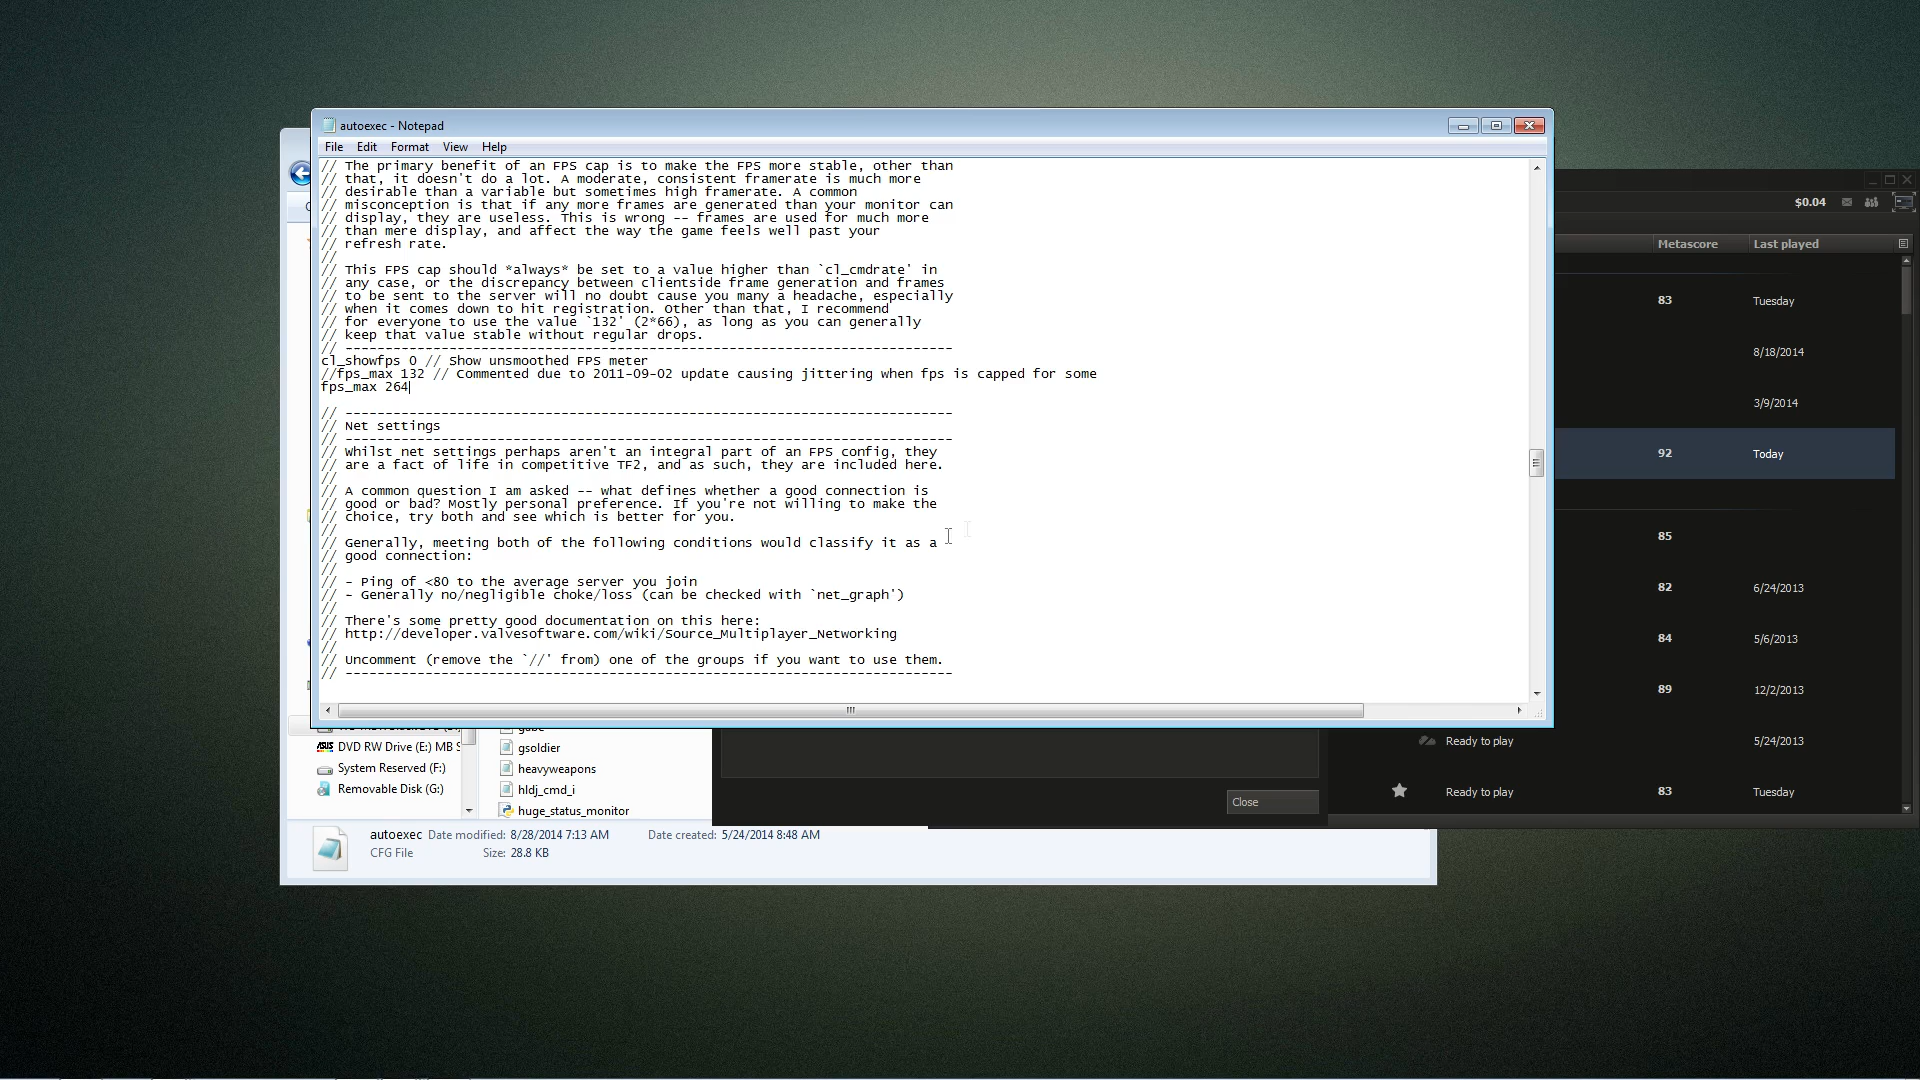 autoexec - Notepad
File Edit Format View Help
// The primary benefit of an FPS cap is to make the FPS more stable, other than
// that, it doesn't do a lot. A moderate, consistent framerate is much more
// desirable than a variable but sometimes high framerate. A common
// misconception is that if any more frames are generated than your monitor can
// display, they are useless. This is wrong -- frames are used for much more
// than mere display, and affect the way the game feels well past your
// refresh rate.
//
// This FPS cap should *always* be set to a value higher than `cl_cmdrate' in
// any case, or the discrepancy between clientside frame generation and frames
// to be sent to the server will no doubt cause you many a headache, especially
// when it comes down to hit registration. Other than that, I recommend
// for everyone to use the value `132' (2*66), as long as you can generally
// keep that value stable without regular drops.
// ----------------------------------------------------------------------------
cl_showfps 0 // Show unsmoothed FPS meter
//fps_max 132 // Commented due to 2011-09-02 update causing jittering when fps is capped for some
fps_max 264
// ----------------------------------------------------------------------------
// Net settings
// ----------------------------------------------------------------------------
// Whilst net settings perhaps aren't an integral part of an FPS config, they
// are a fact of life in competitive TF2, and as such, they are included here.
//
// A common question I am asked -- what defines whether a good connection is
// good or bad? Mostly personal preference. If you're not willing to make the
// choice, try both and see which is better for you.
//
// Generally, meeting both of the following conditions would classify it as a
// good connection:
//
// - Ping of <80 to the average server you join
// - Generally no/negligible choke/loss (can be checked with `net_graph')
//
// There's some pretty good documentation on this here:
// http://developer.valvesoftware.com/wiki/Source_Multiplayer_Networking
//
// Uncomment (remove the `//' from) one of the groups if you want to use them.
// ----------------------------------------------------------------------------
$0.04
Metascore Last played
83 Tuesday
8/18/2014
3/9/2014
92 Today
85
82 6/24/2013
84 5/6/2013
89 12/2/2013
Ready to play 5/24/2013
Ready to play 83 Tuesday
Close
DVD RW Drive (E:) MB S
System Reserved (F:)
Removable Disk (G:)
gsoldier
heavyweapons
hldj_cmd_i
huge_status_monitor
autoexec Date modified: 8/28/2014 7:13 AM Date created: 5/24/2014 8:48 AM
CFG File Size: 28.8 KB